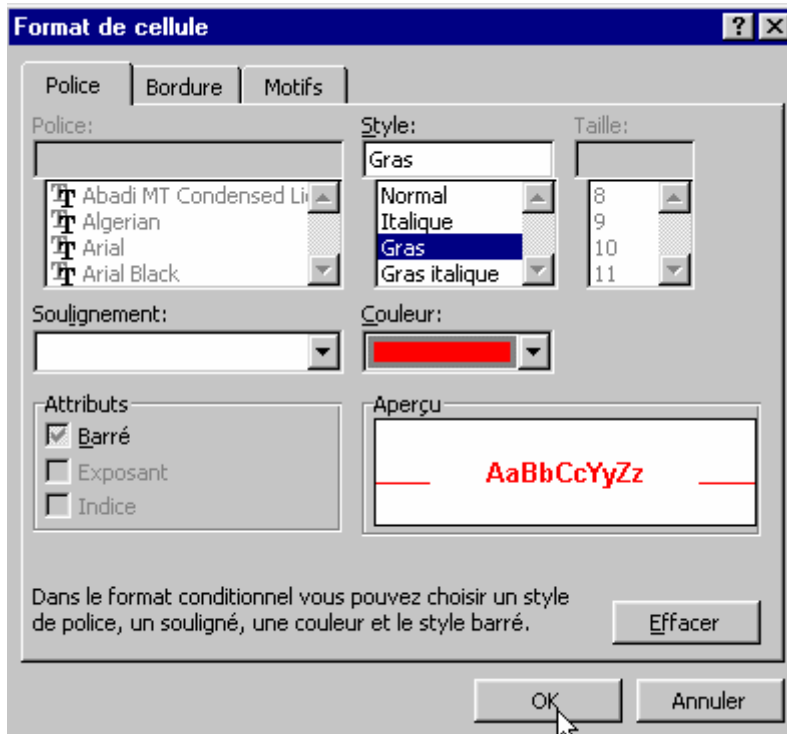 Format de cellule
Police Bordure Motifs
Police: Style: Taille:
Gras
Abadi MT Condensed Li Normal 8
Algerian Italique 9
Arial Gras 10
Arial Black Gras italique 11
Soulignement: Couleur:
Attributs Aperçu
Barré
AaBbCcYyZz
Exposant
Indice
Dans le format conditionnel vous pouvez choisir un style
de police, un souligné, une couleur et le style barré.
Effacer
OK Annuler